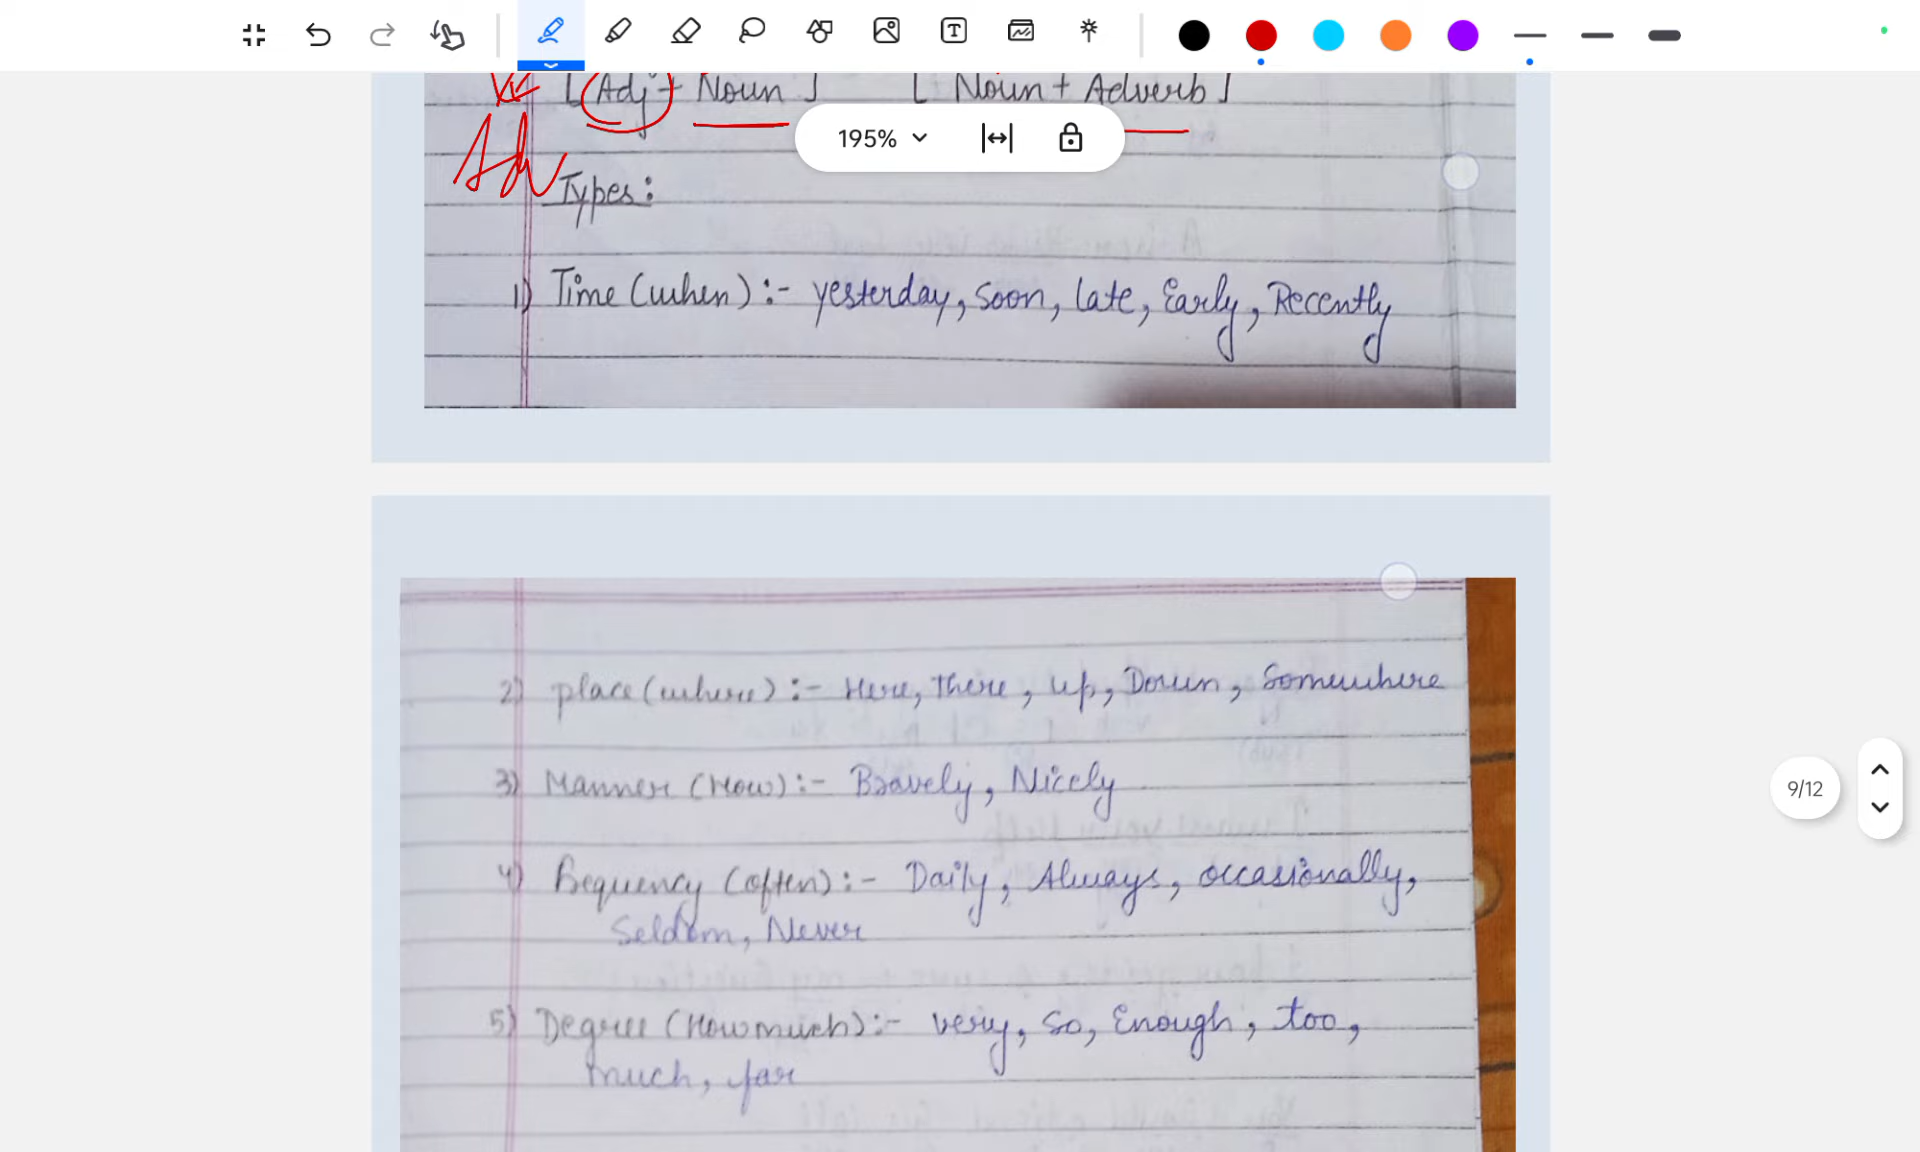 [Adj + Noun] [Noun + Adverb]
195%
Adv
Types:
1) Time (when) :- yesterday, soon, late, Early, Recently
2) place (where) :- Here, there, up, Down, Somewhere
3) Manner (How) :- Bravely, Nicely
9/12
4) Frequency (often) :- Daily, Always, occasionally,
Seldom, Never
5) Degree (How much) :- very, so, Enough, too,
much, far